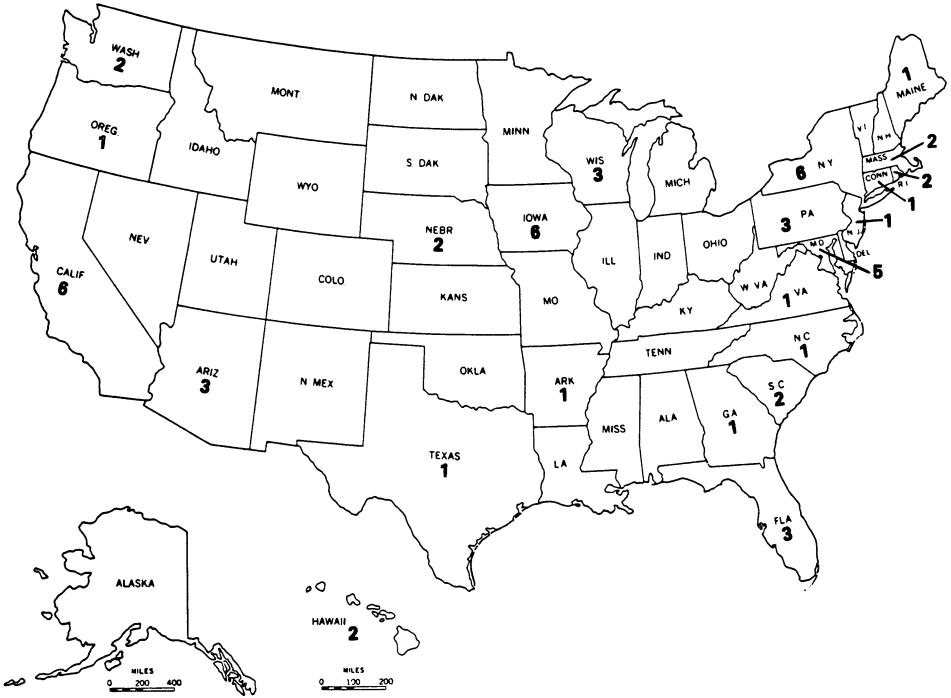 WASH
2
MONT
N DAK
MINN
1
MAINE
OREG.
1
IDAHO
S. DAK
WIS
3
MICH
VT
N H
6 N Y
MASS
2
CONN
R I
2
1
WYO
NEBR
2
IOWA
6
3 PA
N J
1
NEV
UTAH
COLO
ILL
IND
OHIO
MD
DEL
5
CALIF
6
KANS
MO
W VA
1 VA
KY
ARIZ
3
N MEX
OKLA
ARK
1
TENN
N C
1
S C
2
TEXAS
1
LA
MISS
ALA
GA
1
FLA
3
ALASKA
HAWAII
2
MILES
0 200 400
MILES
0 100 200